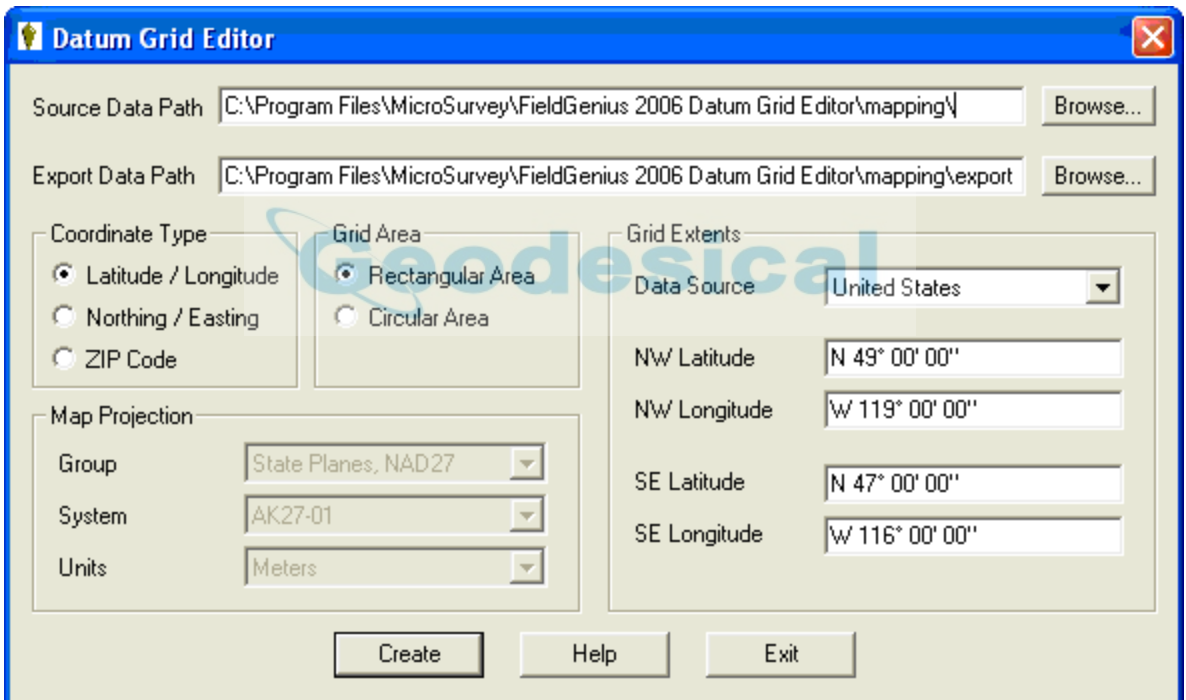 Datum Grid Editor
Source Data Path C:\Program Files\MicroSurvey\FieldGenius 2006 Datum Grid Editor\mapping\ Browse...
Export Data Path C:\Program Files\MicroSurvey\FieldGenius 2006 Datum Grid Editor\mapping\export Browse...
Coordinate Type
Latitude / Longitude
Northing / Easting
ZIP Code
Grid Area
Rectangular Area
Circular Area
Geodesical
Map Projection
Group State Planes, NAD27
System AK27-01
Units Meters
Grid Extents
Data Source United States
NW Latitude N 49° 00' 00"
NW Longitude W 119° 00' 00"
SE Latitude N 47° 00' 00"
SE Longitude W 116° 00' 00"
Create Help Exit